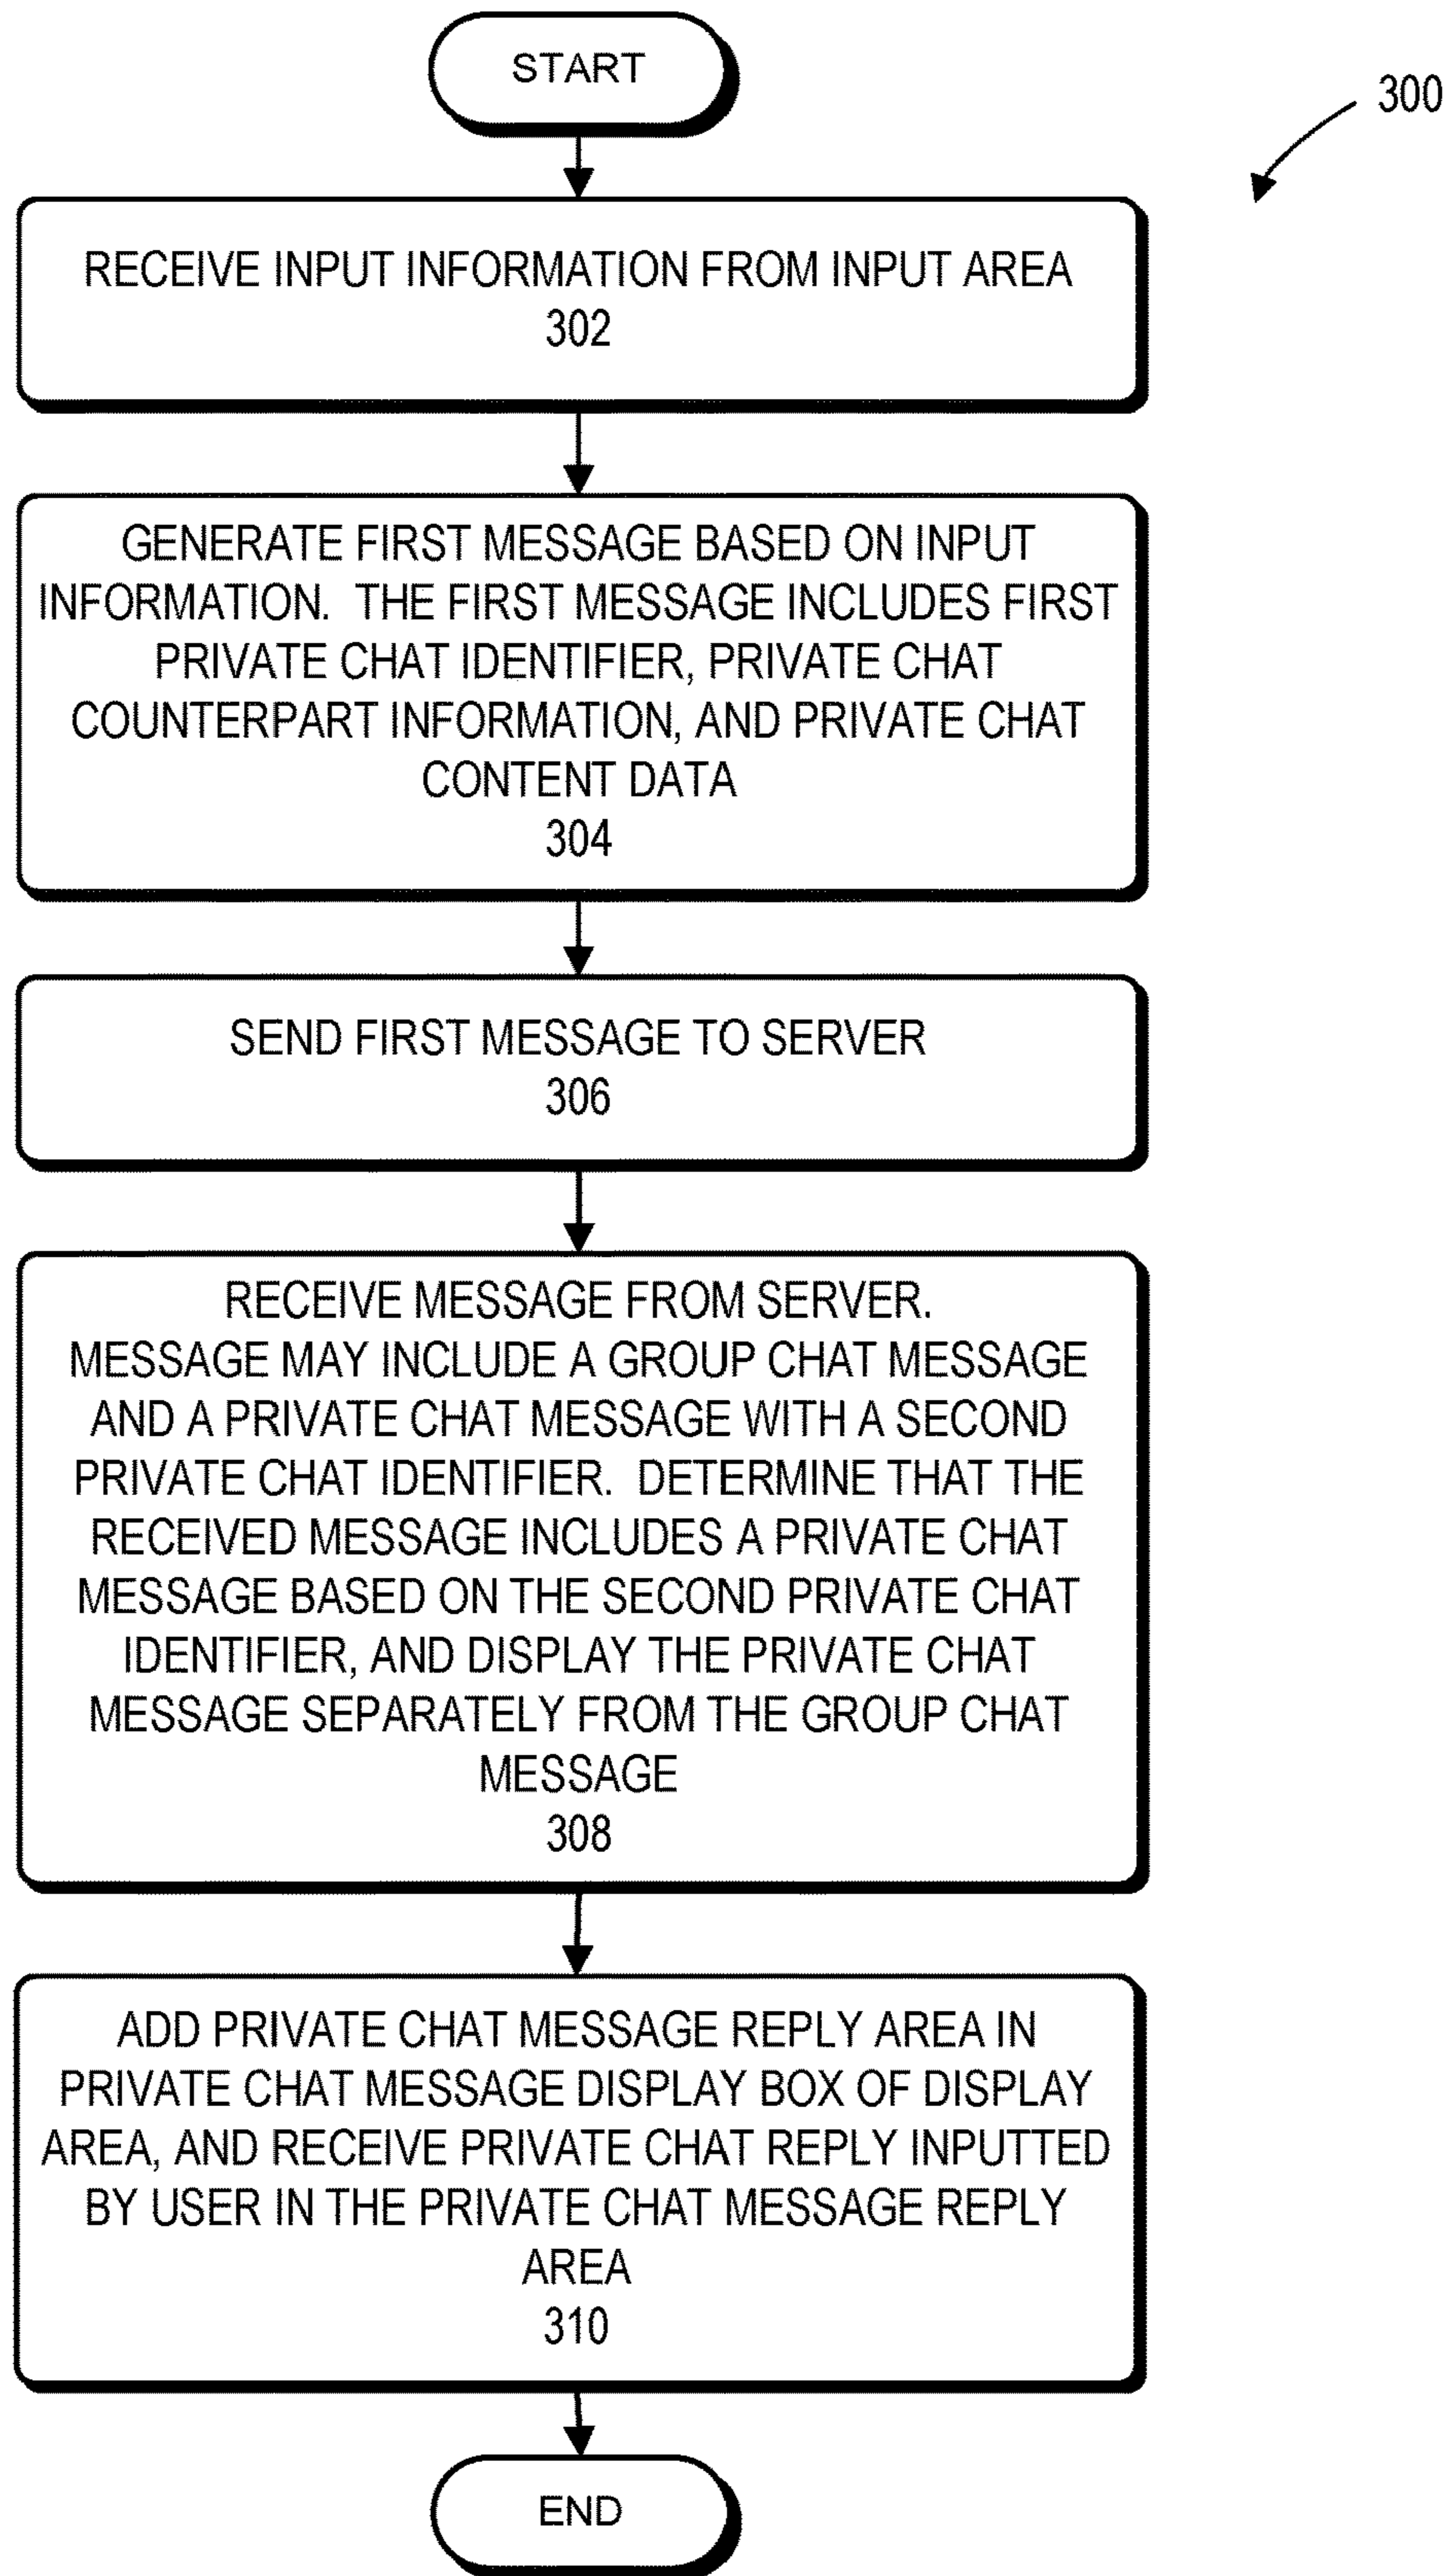 START
300
RECEIVE INPUT INFORMATION FROM INPUT AREA
302
GENERATE FIRST MESSAGE BASED ON INPUT
INFORMATION. THE FIRST MESSAGE INCLUDES FIRST
PRIVATE CHAT IDENTIFIER, PRIVATE CHAT
COUNTERPART INFORMATION, AND PRIVATE CHAT
CONTENT DATA
304
SEND FIRST MESSAGE TO SERVER
306
RECEIVE MESSAGE FROM SERVER.
MESSAGE MAY INCLUDE A GROUP CHAT MESSAGE
AND A PRIVATE CHAT MESSAGE WITH A SECOND
PRIVATE CHAT IDENTIFIER. DETERMINE THAT THE
RECEIVED MESSAGE INCLUDES A PRIVATE CHAT
MESSAGE BASED ON THE SECOND PRIVATE CHAT
IDENTIFIER, AND DISPLAY THE PRIVATE CHAT
MESSAGE SEPARATELY FROM THE GROUP CHAT
MESSAGE
308
ADD PRIVATE CHAT MESSAGE REPLY AREA IN
PRIVATE CHAT MESSAGE DISPLAY BOX OF DISPLAY
AREA, AND RECEIVE PRIVATE CHAT REPLY INPUTTED
BY USER IN THE PRIVATE CHAT MESSAGE REPLY
AREA
310
END